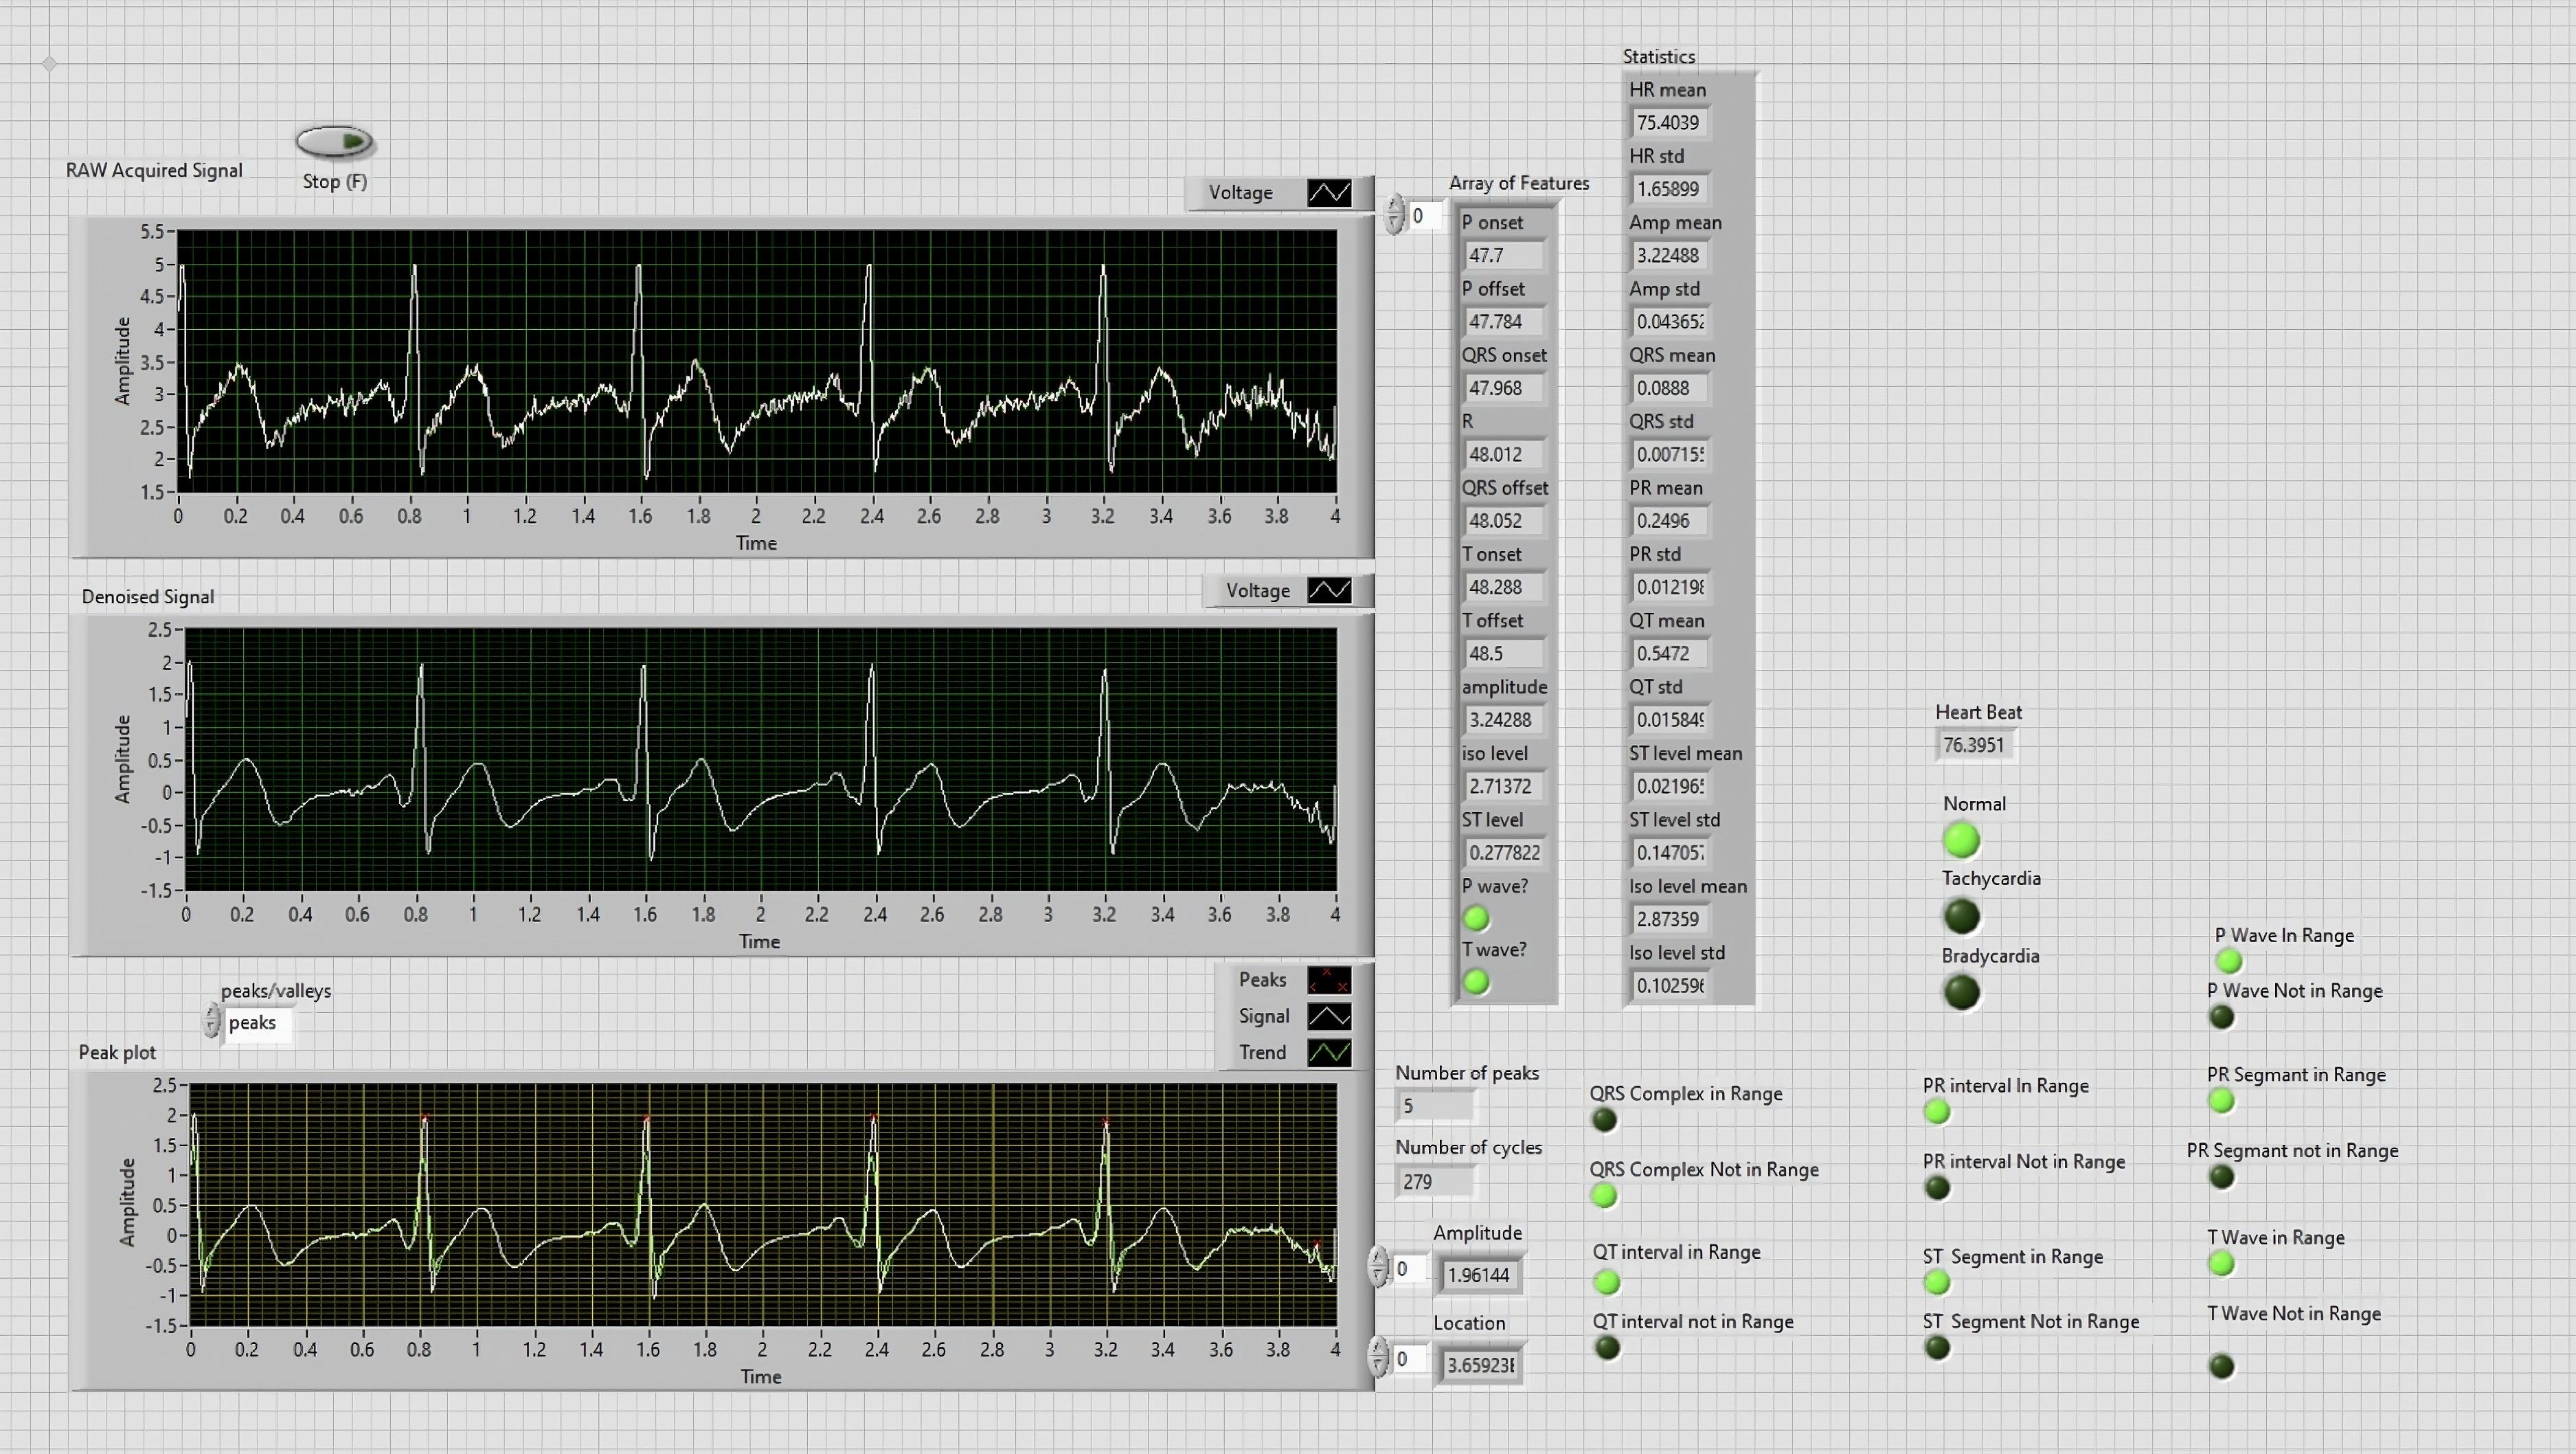 RAW Acquired Signal
Stop (F)
Voltage
5.5
5
4.5
4
3.5
3
2.5
2
1.5
Amplitude
0 0.2 0.4 0.6 0.8 1 1.2 1.4 1.6 1.8 2 2.2 2.4 2.6 2.8 3 3.2 3.4 3.6 3.8 4
Time
Denoised Signal
Voltage
2.5
2
1.5
1
0.5
0
-0.5
-1
-1.5
Amplitude
0 0.2 0.4 0.6 0.8 1 1.2 1.4 1.6 1.8 2 2.2 2.4 2.6 2.8 3 3.2 3.4 3.6 3.8 4
Time
peaks/valleys
peaks
Peak plot
Peaks
Signal
Trend
2.5
2
1.5
1
0.5
0
-0.5
-1
-1.5
Amplitude
0 0.2 0.4 0.6 0.8 1 1.2 1.4 1.6 1.8 2 2.2 2.4 2.6 2.8 3 3.2 3.4 3.6 3.8 4
Time
Array of Features
0
P onset
47.7
P offset
47.784
QRS onset
47.968
R
48.012
QRS offset
48.052
T onset
48.288
T offset
48.5
amplitude
3.24288
iso level
2.71372
ST level
0.277822
P wave?
T wave?
Statistics
HR mean
75.4039
HR std
1.65899
Amp mean
3.22488
Amp std
0.043652
QRS mean
0.0888
QRS std
0.007155
PR mean
0.2496
PR std
0.012198
QT mean
0.5472
QT std
0.015849
ST level mean
0.021965
ST level std
0.147057
Iso level mean
2.87359
Iso level std
0.102596
Number of peaks
5
Number of cycles
279
Amplitude
0 1.96144
Location
0 3.65923E
QRS Complex in Range
QRS Complex Not in Range
QT interval in Range
QT interval not in Range
Heart Beat
76.3951
Normal
Tachycardia
Bradycardia
PR interval In Range
PR interval Not in Range
ST Segment in Range
ST Segment Not in Range
P Wave In Range
P Wave Not in Range
PR Segmant in Range
PR Segmant not in Range
T Wave in Range
T Wave Not in Range